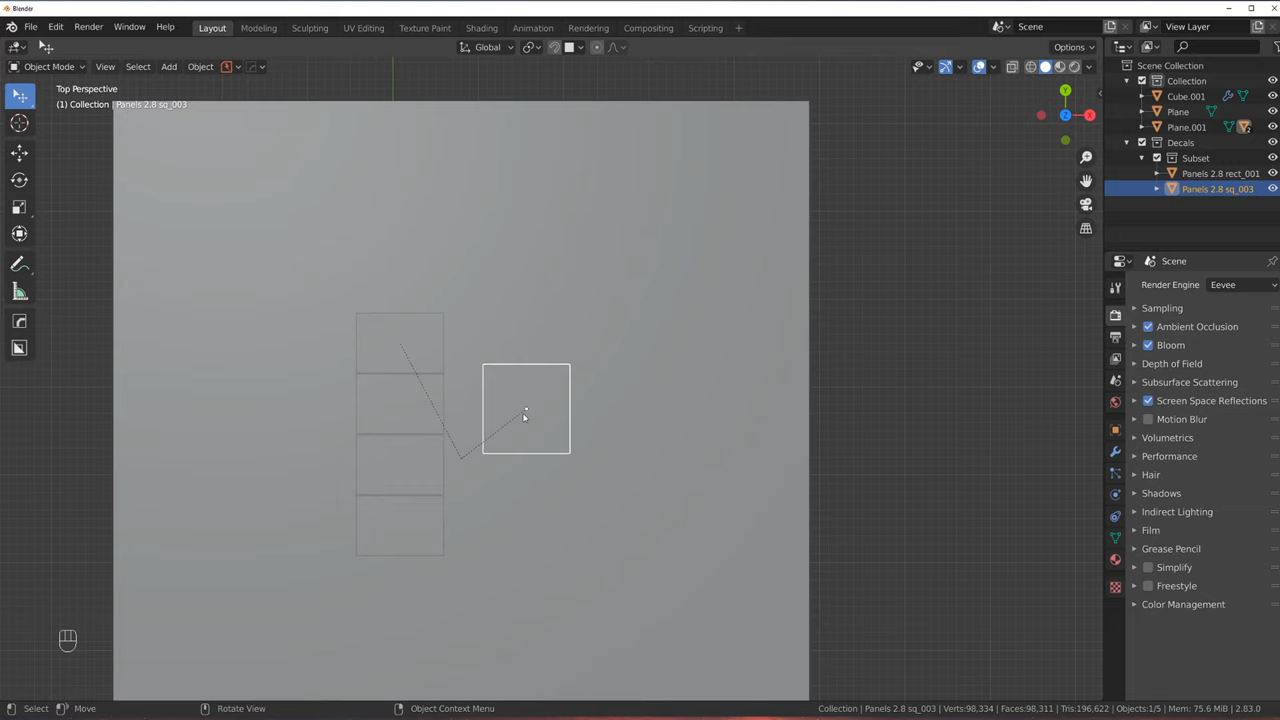 Blender
File Edit Render Window Help Layout Modeling Sculpting UV Editing Texture Paint Shading Animation Rendering Compositing Scripting + Scene View Layer
Global Options
Object Mode View Select Add Object
Top Perspective
(1) Collection | Panels 2.8 sq_003
Y
Z X
Scene Collection
Collection
Cube.001
Plane
Plane.001
Decals
Subset
Panels 2.8 rect_001
Panels 2.8 sq_003
Scene
Render Engine Eevee
Sampling
Ambient Occlusion
Bloom
Depth of Field
Subsurface Scattering
Screen Space Reflections
Motion Blur
Volumetrics
Performance
Hair
Shadows
Indirect Lighting
Film
Grease Pencil
Simplify
Freestyle
Color Management
Select Move Rotate View Object Context Menu Collection | Panels 2.8 sq_003 | Verts:98,334 | Faces:98,311 | Tris:196,622 | Objects:1/5 | Mem: 75.6 MiB | 2.83.0